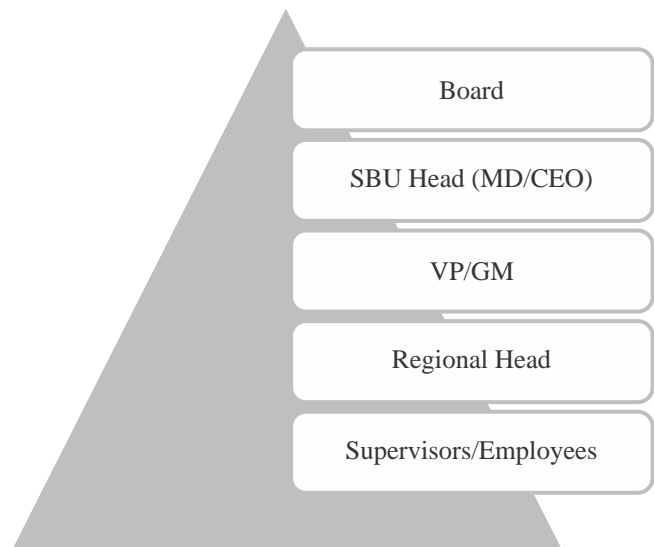 Board
SBU Head (MD/CEO)
VP/GM
Regional Head
Supervisors/Employees